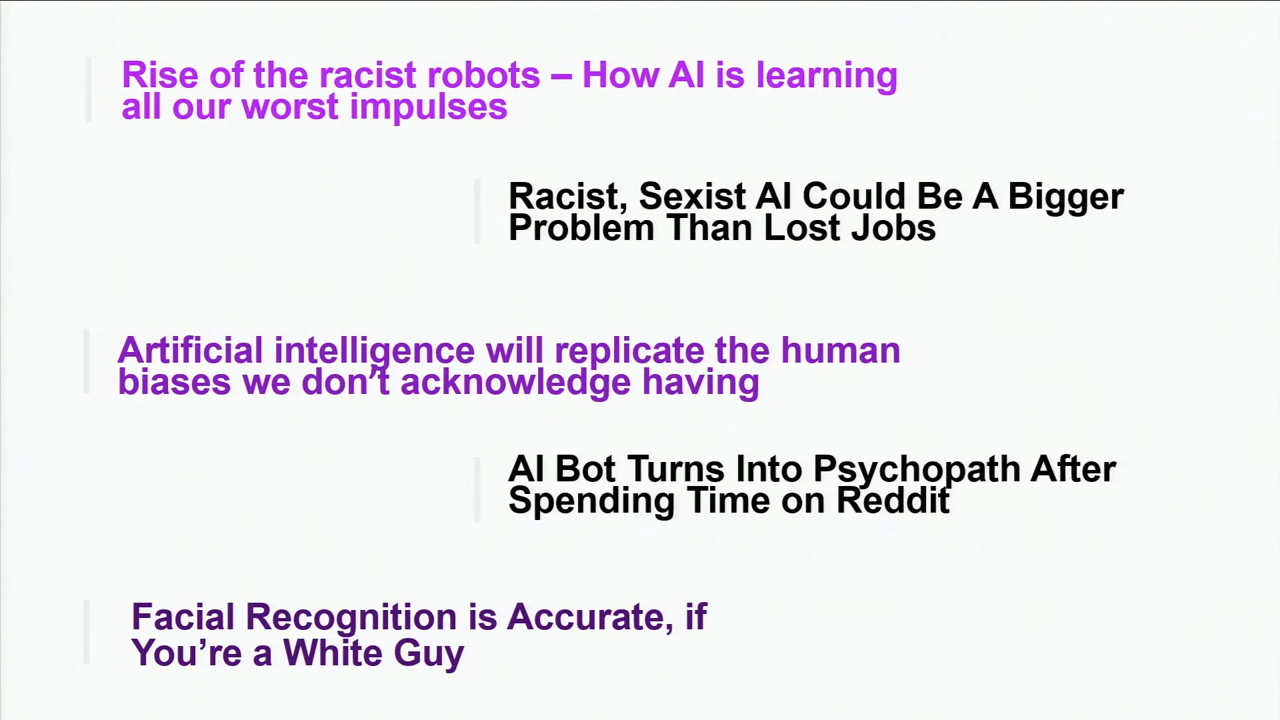 Rise of the racist robots – How AI is learning
all our worst impulses
Racist, Sexist AI Could Be A Bigger
Problem Than Lost Jobs
Artificial intelligence will replicate the human
biases we don’t acknowledge having
AI Bot Turns Into Psychopath After
Spending Time on Reddit
Facial Recognition is Accurate, if
You’re a White Guy